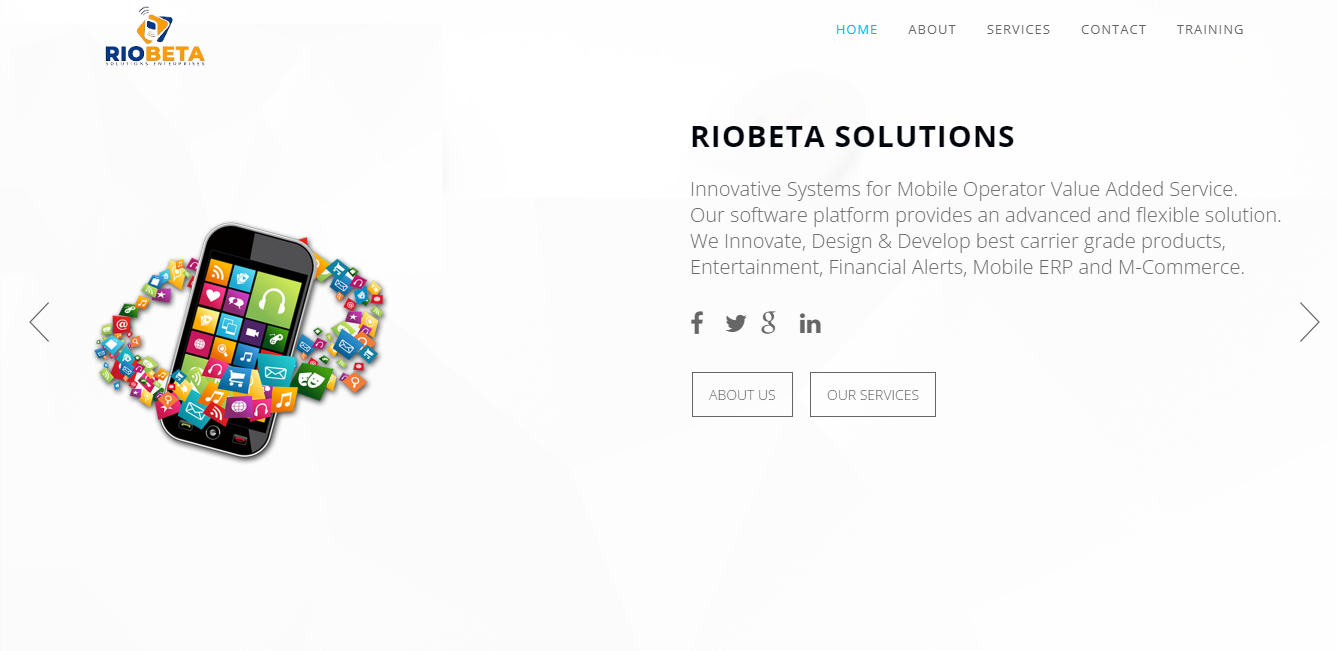 RIOBETA
SOLUTIONS ENTERPRISES
HOME
ABOUT
SERVICES
CONTACT
TRAINING
RIOBETA SOLUTIONS
Innovative Systems for Mobile Operator Value Added Service.
Our software platform provides an advanced and flexible solution.
We Innovate, Design & Develop best carrier grade products,
Entertainment, Financial Alerts, Mobile ERP and M-Commerce.
ABOUT US
OUR SERVICES